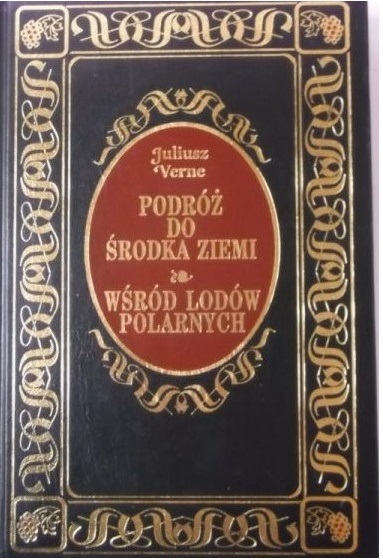 Juliusz
Verne
PODRÓŻ
DO
ŚRODKA ZIEMI
WŚRÓD LODÓW
POLARNYCH